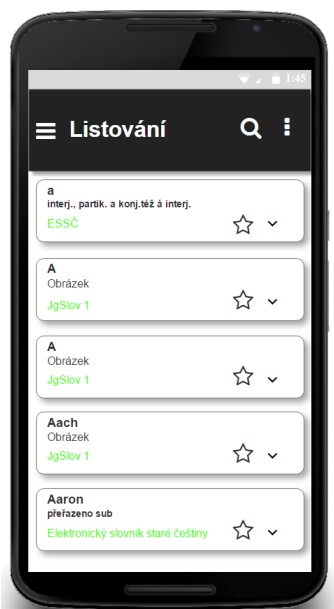 1:45
Listování
a
interj., partik. a konj.též á interj.
ESSČ
A
Obrázek
JgSlov 1
A
Obrázek
JgSlov 1
Aach
Obrázek
JgSlov 1
Aaron
přeřazeno sub
Elektronický slovník staré češtiny